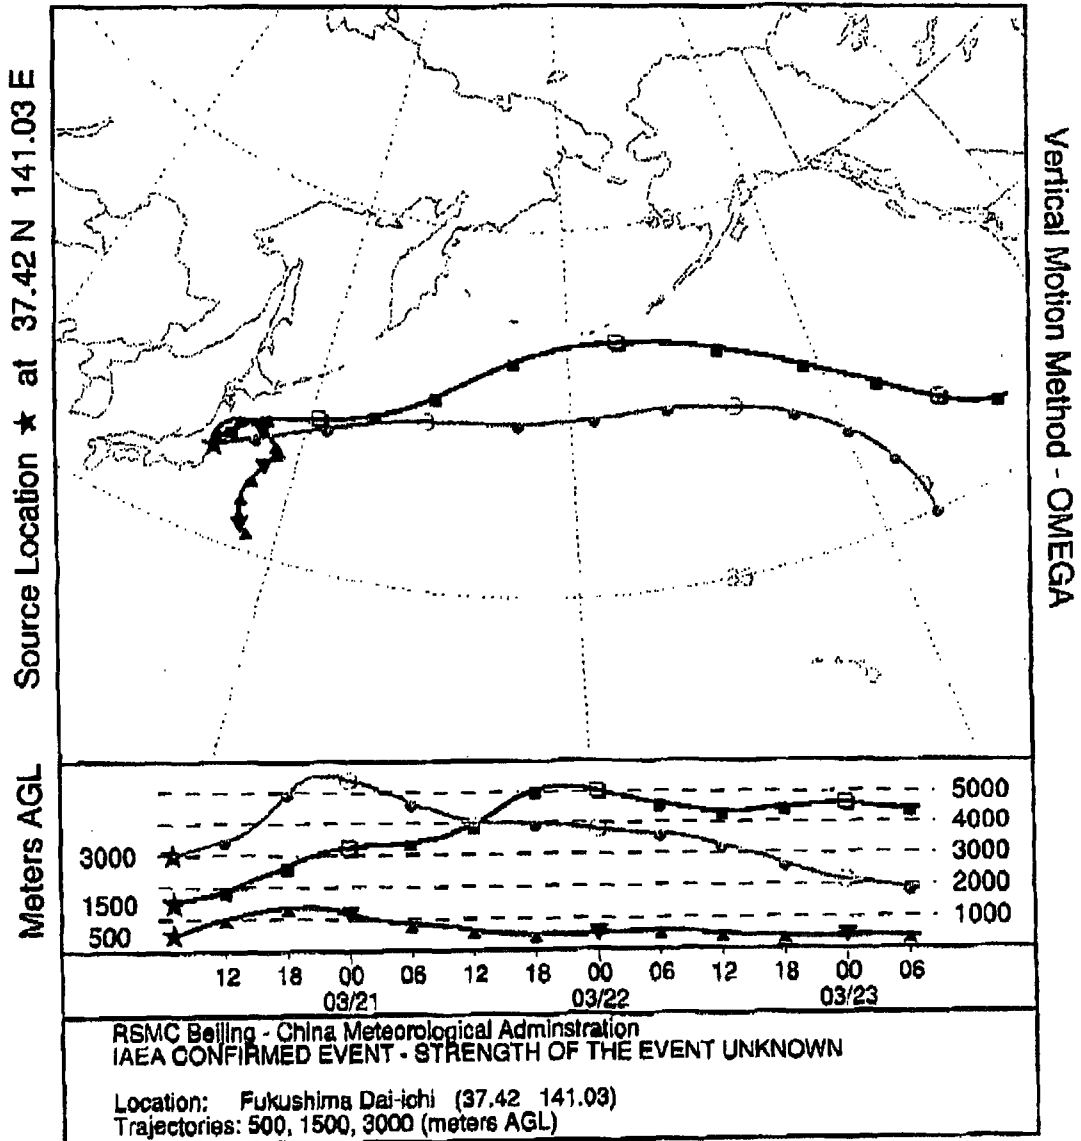 Source Location ★ at 37.42 N 141.03 E
Vertical Motion Method - OMEGA
Meters AGL
3000
1500
500
5000
4000
3000
2000
1000
12 18 00 06 12 18 00 06 12 18 00 06
03/21 03/22 03/23
RSMC Beijing - China Meteorological Adminstration
IAEA CONFIRMED EVENT - STRENGTH OF THE EVENT UNKNOWN
Location: Fukushima Dai-ichi (37.42 141.03)
Trajectories: 500, 1500, 3000 (meters AGL)